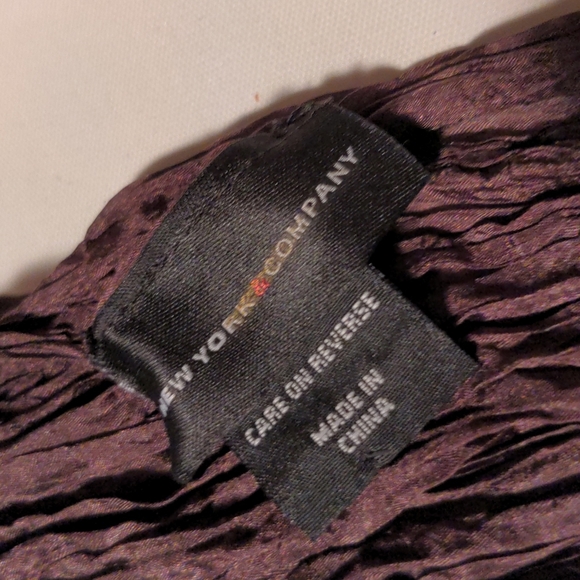 NEW YORK & COMPANY
CARE ON REVERSE
MADE IN
CHINA